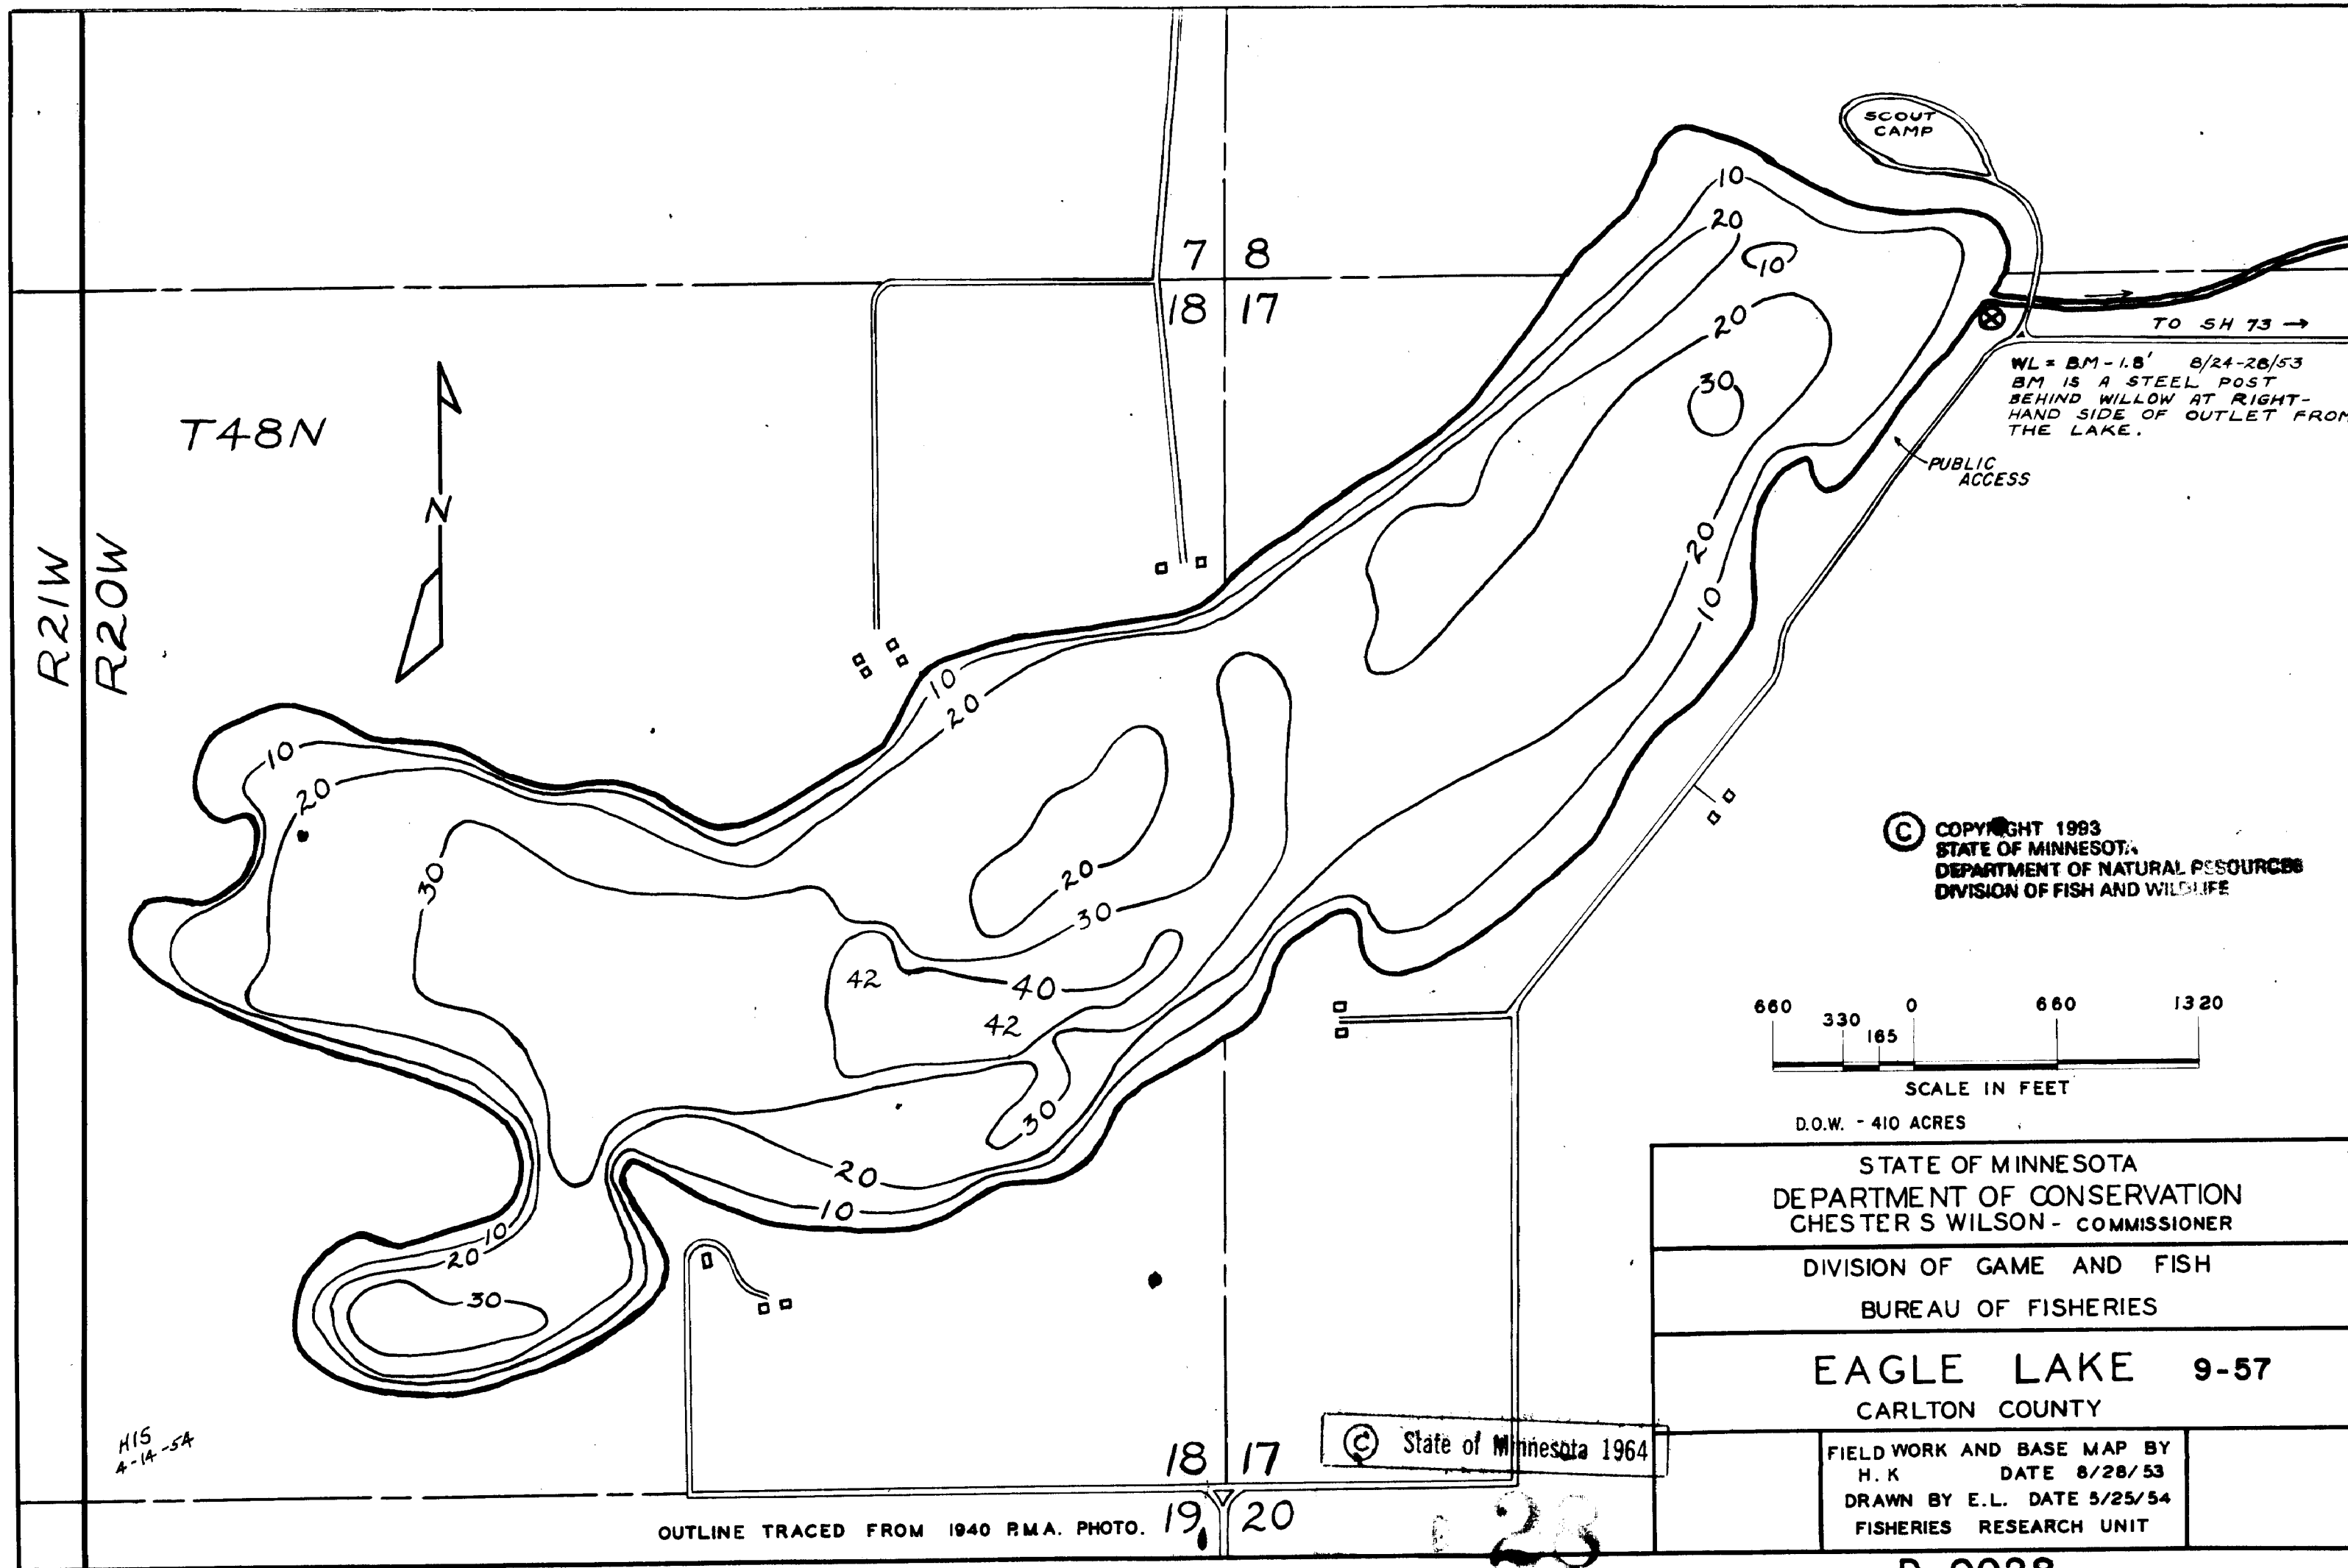 SCOUT
CAMP
7 8
18 17
TO SH 73 →
WL = BM - 1.8' 8/24-28/53
BM IS A STEEL POST
BEHIND WILLOW AT RIGHT-
HAND SIDE OF OUTLET FROM
THE LAKE.
PUBLIC
ACCESS
T48N
N
R21W
R20W
10
20
10
20
30
20
10
10
20
10
20
30
20
30
42
40
42
30
20
10
10
20
30
© COPYRIGHT 1993
STATE OF MINNESOTA
DEPARTMENT OF NATURAL RESOURCES
DIVISION OF FISH AND WILDLIFE
660 330 165 0 660 1320
SCALE IN FEET
D.O.W. - 410 ACRES
STATE OF MINNESOTA
DEPARTMENT OF CONSERVATION
CHESTER S WILSON - COMMISSIONER
DIVISION OF GAME AND FISH
BUREAU OF FISHERIES
EAGLE LAKE 9-57
CARLTON COUNTY
FIELD WORK AND BASE MAP BY
H. K DATE 8/28/53
DRAWN BY E.L. DATE 5/25/54
FISHERIES RESEARCH UNIT
© State of Minnesota 1964
18 17
19 20
OUTLINE TRACED FROM 1940 P.M.A. PHOTO.
H15
4-14-54